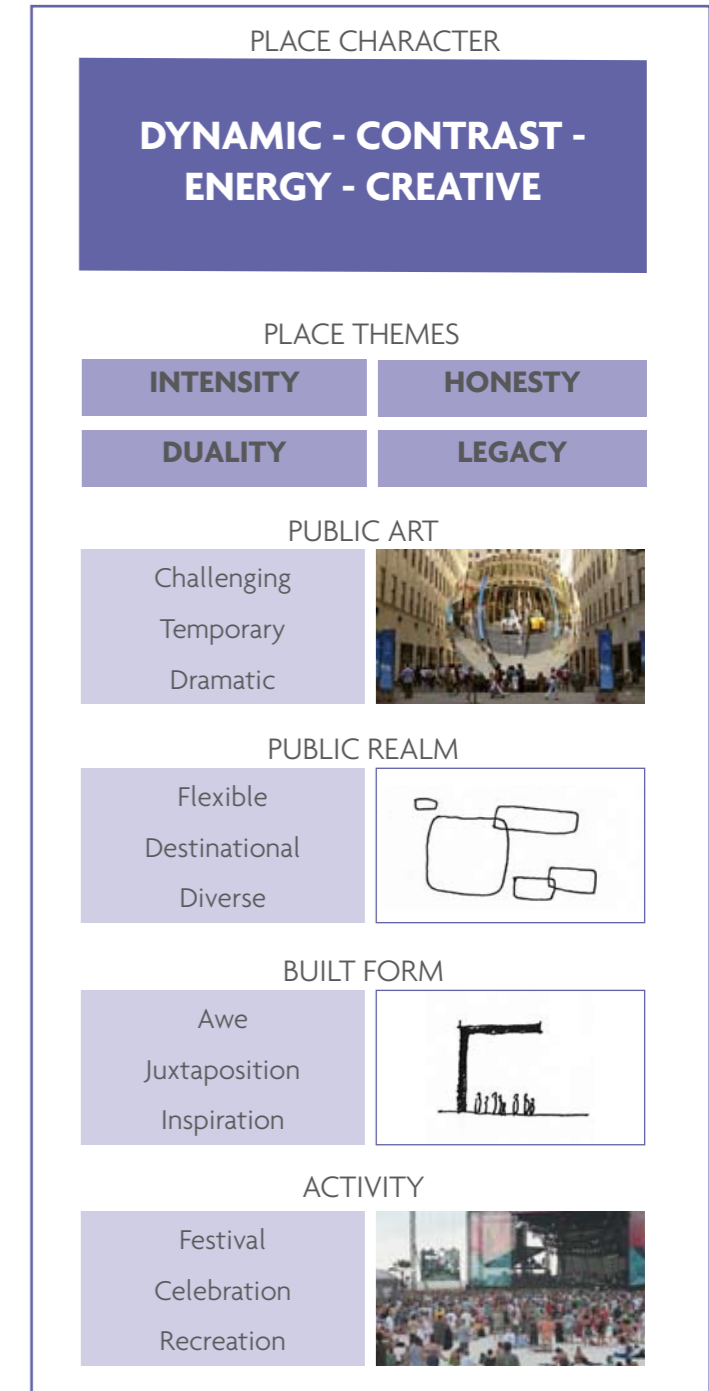 PLACE CHARACTER
DYNAMIC - CONTRAST -
ENERGY - CREATIVE
PLACE THEMES
INTENSITY
HONESTY
DUALITY
LEGACY
PUBLIC ART
Challenging
Temporary
Dramatic
PUBLIC REALM
Flexible
Destinational
Diverse
BUILT FORM
Awe
Juxtaposition
Inspiration
ACTIVITY
Festival
Celebration
Recreation